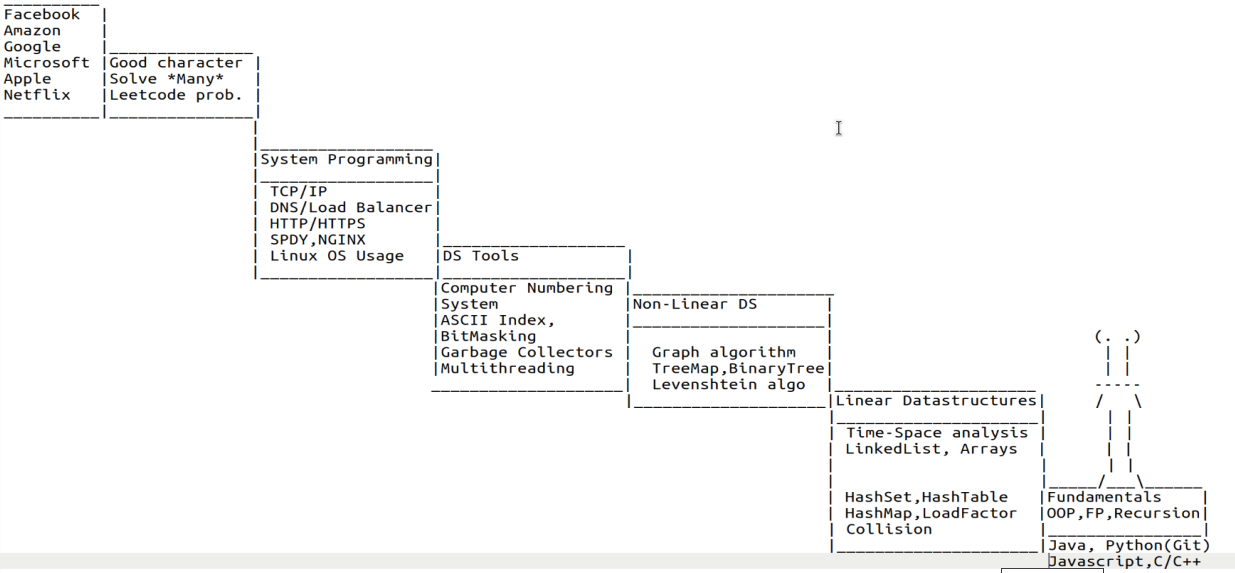 Facebook
Amazon
Google
Microsoft
Apple
Netflix
Good character
Solve *Many*
Leetcode prob.
System Programming
TCP/IP
DNS/Load Balancer
HTTP/HTTPS
SPDY,NGINX
Linux OS Usage
DS Tools
Computer Numbering
System
ASCII Index,
BitMasking
Garbage Collectors
Multithreading
Non-Linear DS
Graph algorithm
TreeMap,BinaryTree
Levenshtein algo
Linear Datastructures
Time-Space analysis
LinkedList, Arrays
HashSet,HashTable
HashMap,LoadFactor
Collision
Fundamentals
OOP,FP,Recursion
Java, Python(Git)
Javascript,C/C++